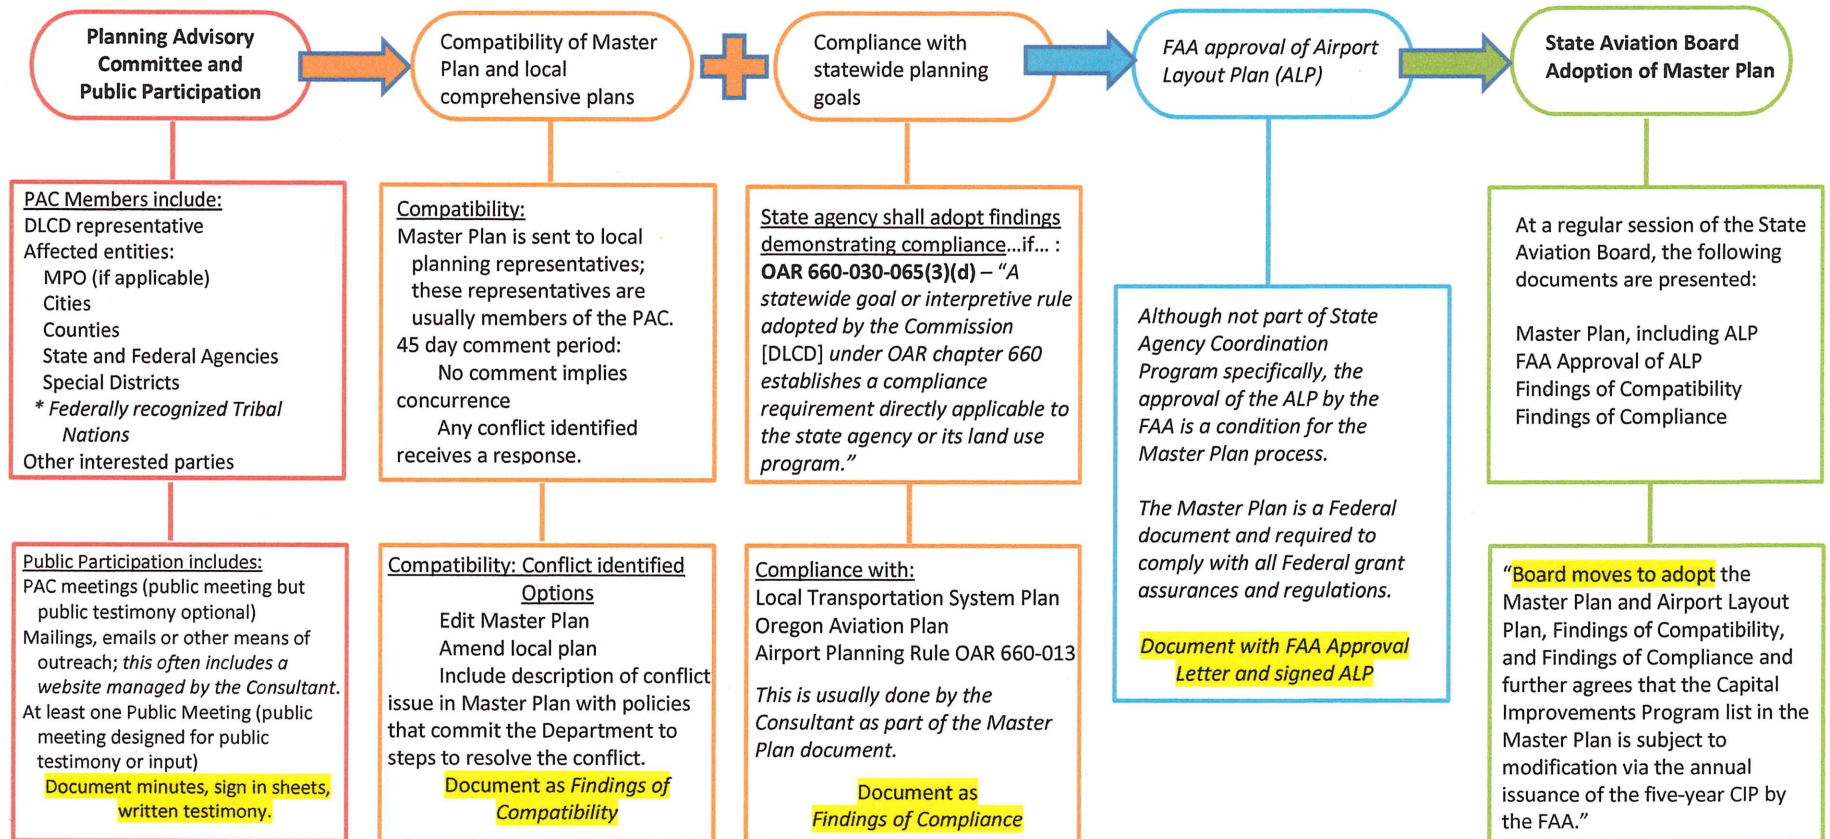 Planning Advisory
Committee and
Public Participation
Compatibility of Master
Plan and local
comprehensive plans
Compliance with
statewide planning
goals
FAA approval of Airport
Layout Plan (ALP)
State Aviation Board
Adoption of Master Plan
PAC Members include:
DLCD representative
Affected entities:
MPO (if applicable)
Cities
Counties
State and Federal Agencies
Special Districts
* Federally recognized Tribal
Nations
Other interested parties
Compatibility:
Master Plan is sent to local
planning representatives;
these representatives are
usually members of the PAC.
45 day comment period:
No comment implies
concurrence
Any conflict identified
receives a response.
State agency shall adopt findings
demonstrating compliance...if... :
OAR 660-030-065(3)(d) – “A
statewide goal or interpretive rule
adopted by the Commission
[DLCD] under OAR chapter 660
establishes a compliance
requirement directly applicable to
the state agency or its land use
program.”
Although not part of State
Agency Coordination
Program specifically, the
approval of the ALP by the
FAA is a condition for the
Master Plan process.
The Master Plan is a Federal
document and required to
comply with all Federal grant
assurances and regulations.
Document with FAA Approval
Letter and signed ALP
At a regular session of the State
Aviation Board, the following
documents are presented:
Master Plan, including ALP
FAA Approval of ALP
Findings of Compatibility
Findings of Compliance
Public Participation includes:
PAC meetings (public meeting but
public testimony optional)
Mailings, emails or other means of
outreach; this often includes a
website managed by the Consultant.
At least one Public Meeting (public
meeting designed for public
testimony or input)
Document minutes, sign in sheets,
written testimony.
Compatibility: Conflict identified
Options
Edit Master Plan
Amend local plan
Include description of conflict
issue in Master Plan with policies
that commit the Department to
steps to resolve the conflict.
Document as Findings of
Compatibility
Compliance with:
Local Transportation System Plan
Oregon Aviation Plan
Airport Planning Rule OAR 660-013
This is usually done by the
Consultant as part of the Master
Plan document.
Document as
Findings of Compliance
“Board moves to adopt the
Master Plan and Airport Layout
Plan, Findings of Compatibility,
and Findings of Compliance and
further agrees that the Capital
Improvements Program list in the
Master Plan is subject to
modification via the annual
issuance of the five-year CIP by
the FAA.”